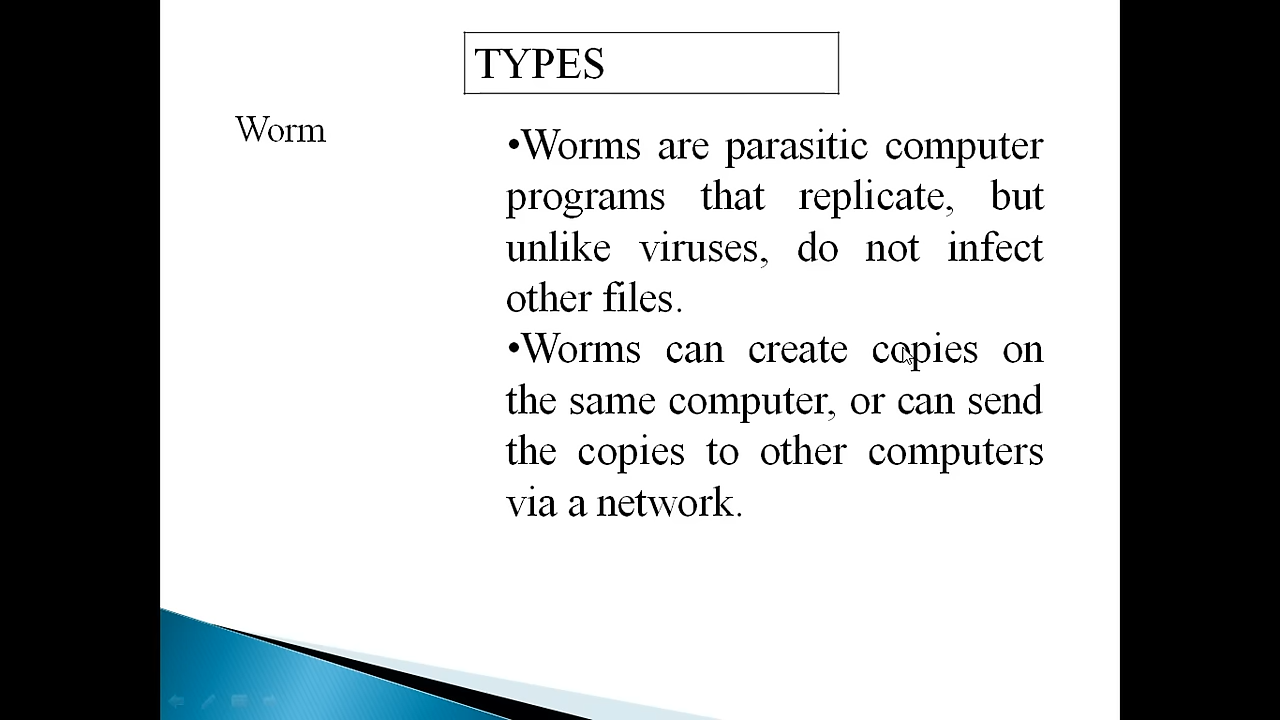 TYPES
Worm
•Worms are parasitic computer
programs that replicate, but
unlike viruses, do not infect
other files.
•Worms can create copies on
the same computer, or can send
the copies to other computers
via a network.